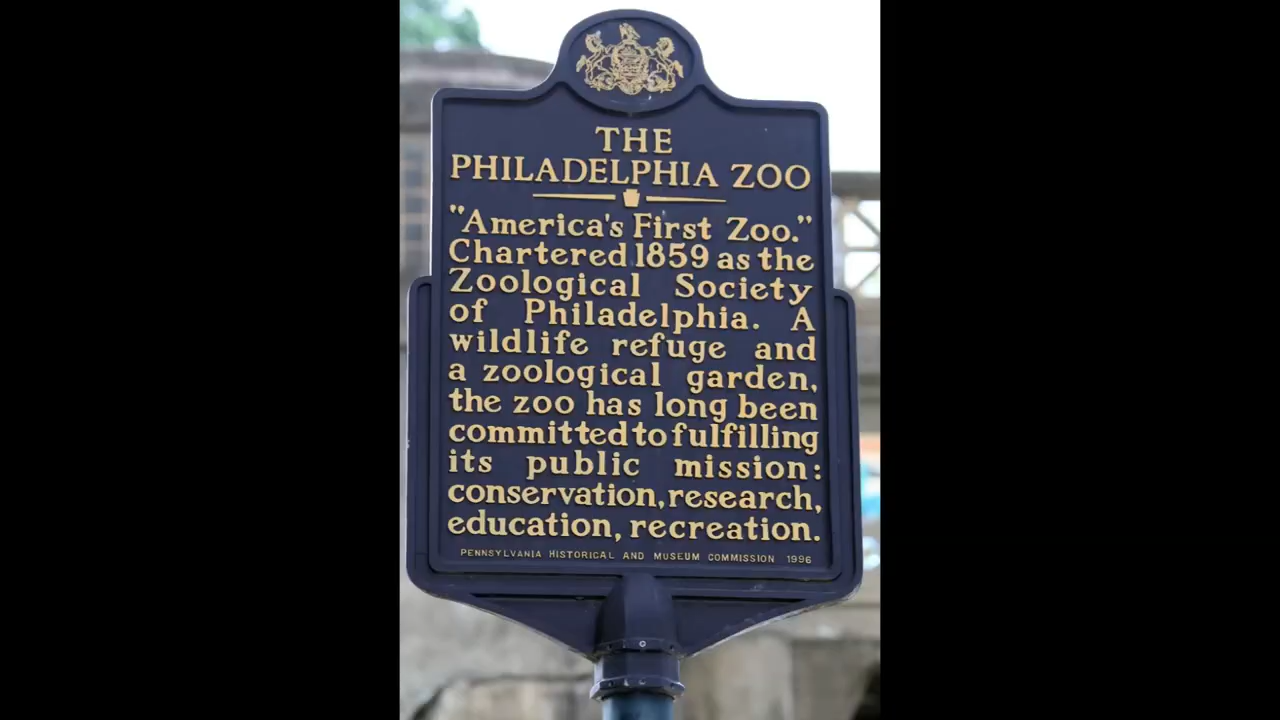 THE
PHILADELPHIA ZOO
"America's First Zoo."
Chartered 1859 as the
Zoological Society
of Philadelphia. A
wildlife refuge and
a zoological garden,
the zoo has long been
committed to fulfilling
its public mission:
conservation, research,
education, recreation.
PENNSYLVANIA HISTORICAL AND MUSEUM COMMISSION 1996